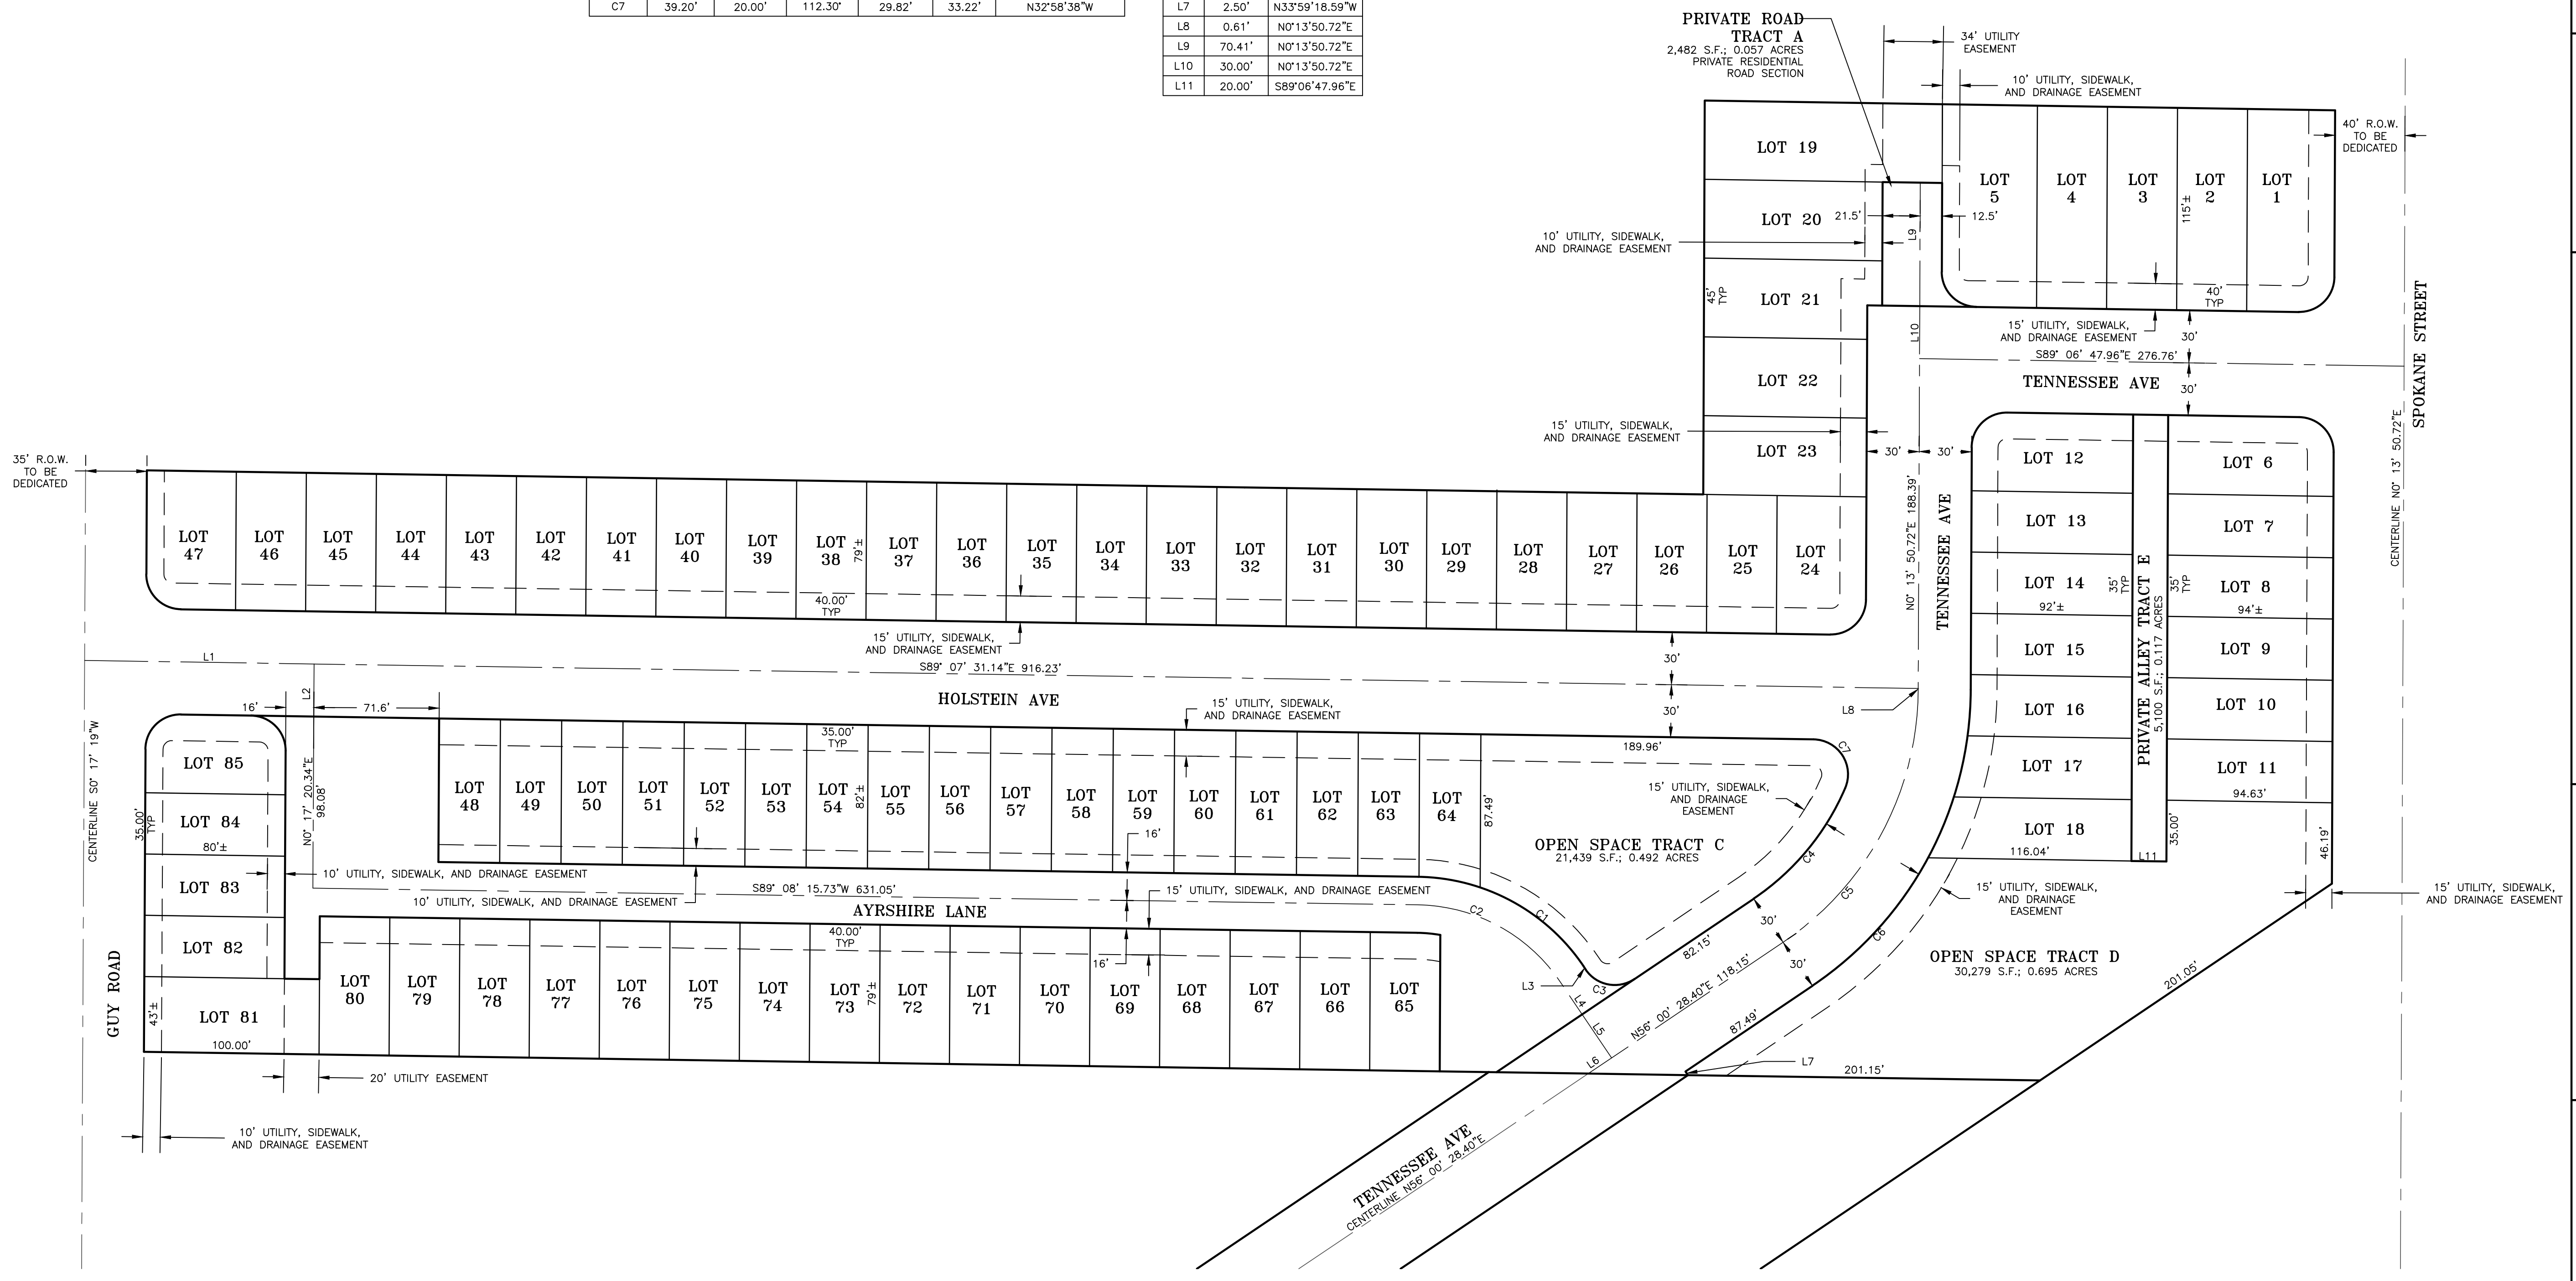 C7 39.20' 20.00' 112.30° 29.82' 33.22' N32°58'38"W
L7 2.50' N33°59'18.59"W
L8 0.61' N0°13'50.72"E
L9 70.41' N0°13'50.72"E
L10 30.00' N0°13'50.72"E
L11 20.00' S89°06'47.96"E
PRIVATE ROAD
TRACT A
2,482 S.F.; 0.057 ACRES
PRIVATE RESIDENTIAL
ROAD SECTION
34' UTILITY
EASEMENT
10' UTILITY, SIDEWALK,
AND DRAINAGE EASEMENT
40' R.O.W.
TO BE
DEDICATED
LOT 19
LOT 20
LOT 21
LOT 22
LOT 23
LOT
5
LOT
4
LOT
3
LOT
2
LOT
1
115'±
21.5'
12.5'
L9
L10
10' UTILITY, SIDEWALK,
AND DRAINAGE EASEMENT
45'
TYP
40'
TYP
15' UTILITY, SIDEWALK,
AND DRAINAGE EASEMENT
30'
S89° 06' 47.96"E 276.76'
TENNESSEE AVE
30'
SPOKANE STREET
CENTERLINE N0° 13' 50.72"E
15' UTILITY, SIDEWALK,
AND DRAINAGE EASEMENT
30'
30'
N0° 13' 50.72"E 188.39'
TENNESSEE AVE
LOT 12
LOT 13
LOT 14
92'±
LOT 15
LOT 16
LOT 17
LOT 18
116.04'
35'
TYP
PRIVATE ALLEY TRACT E
5,100 S.F.; 0.117 ACRES
35'
TYP
L11
35.00'
LOT 6
LOT 7
LOT 8
94'±
LOT 9
LOT 10
LOT 11
94.63'
46.19'
35' R.O.W.
TO BE
DEDICATED
LOT
47
LOT
46
LOT
45
LOT
44
LOT
43
LOT
42
LOT
41
LOT
40
LOT
39
LOT
38
79'±
LOT
37
LOT
36
LOT
35
LOT
34
LOT
33
LOT
32
LOT
31
LOT
30
LOT
29
LOT
28
LOT
27
LOT
26
LOT
25
LOT
24
40.00'
TYP
15' UTILITY, SIDEWALK,
AND DRAINAGE EASEMENT
L1
S89° 07' 31.14"E 916.23'
HOLSTEIN AVE
30'
30'
L8
L2
16'
71.6'
15' UTILITY, SIDEWALK,
AND DRAINAGE EASEMENT
CENTERLINE S0° 17' 19"W
GUY ROAD
N0° 17' 20.34"E
98.08'
LOT 85
LOT 84
80'±
LOT 83
LOT 82
LOT 81
100.00'
35.00'
TYP
43'±
35.00'
TYP
LOT
48
LOT
49
LOT
50
LOT
51
LOT
52
LOT
53
LOT
54
82'±
LOT
55
LOT
56
LOT
57
LOT
58
LOT
59
LOT
60
LOT
61
LOT
62
LOT
63
LOT
64
87.49'
189.96'
C7
15' UTILITY, SIDEWALK,
AND DRAINAGE
EASEMENT
OPEN SPACE TRACT C
21,439 S.F.; 0.492 ACRES
C4
C5
C6
16'
10' UTILITY, SIDEWALK, AND DRAINAGE EASEMENT
S89° 08' 15.73"W 631.05'
10' UTILITY, SIDEWALK, AND DRAINAGE EASEMENT
15' UTILITY, SIDEWALK, AND DRAINAGE EASEMENT
AYRSHIRE LANE
40.00'
TYP
16'
C2
C1
C3
L3
L4
L5
L6
82.15'
30'
30'
N56° 00' 28.40"E 118.15'
87.49'
L7
201.15'
15' UTILITY, SIDEWALK,
AND DRAINAGE
EASEMENT
OPEN SPACE TRACT D
30,279 S.F.; 0.695 ACRES
201.05'
15' UTILITY, SIDEWALK,
AND DRAINAGE EASEMENT
LOT
80
LOT
79
LOT
78
LOT
77
LOT
76
LOT
75
LOT
74
LOT
73
79'±
LOT
72
LOT
71
LOT
70
LOT
69
LOT
68
LOT
67
LOT
66
LOT
65
20' UTILITY EASEMENT
10' UTILITY, SIDEWALK,
AND DRAINAGE EASEMENT
TENNESSEE AVE
CENTERLINE N56° 00' 28.40"E